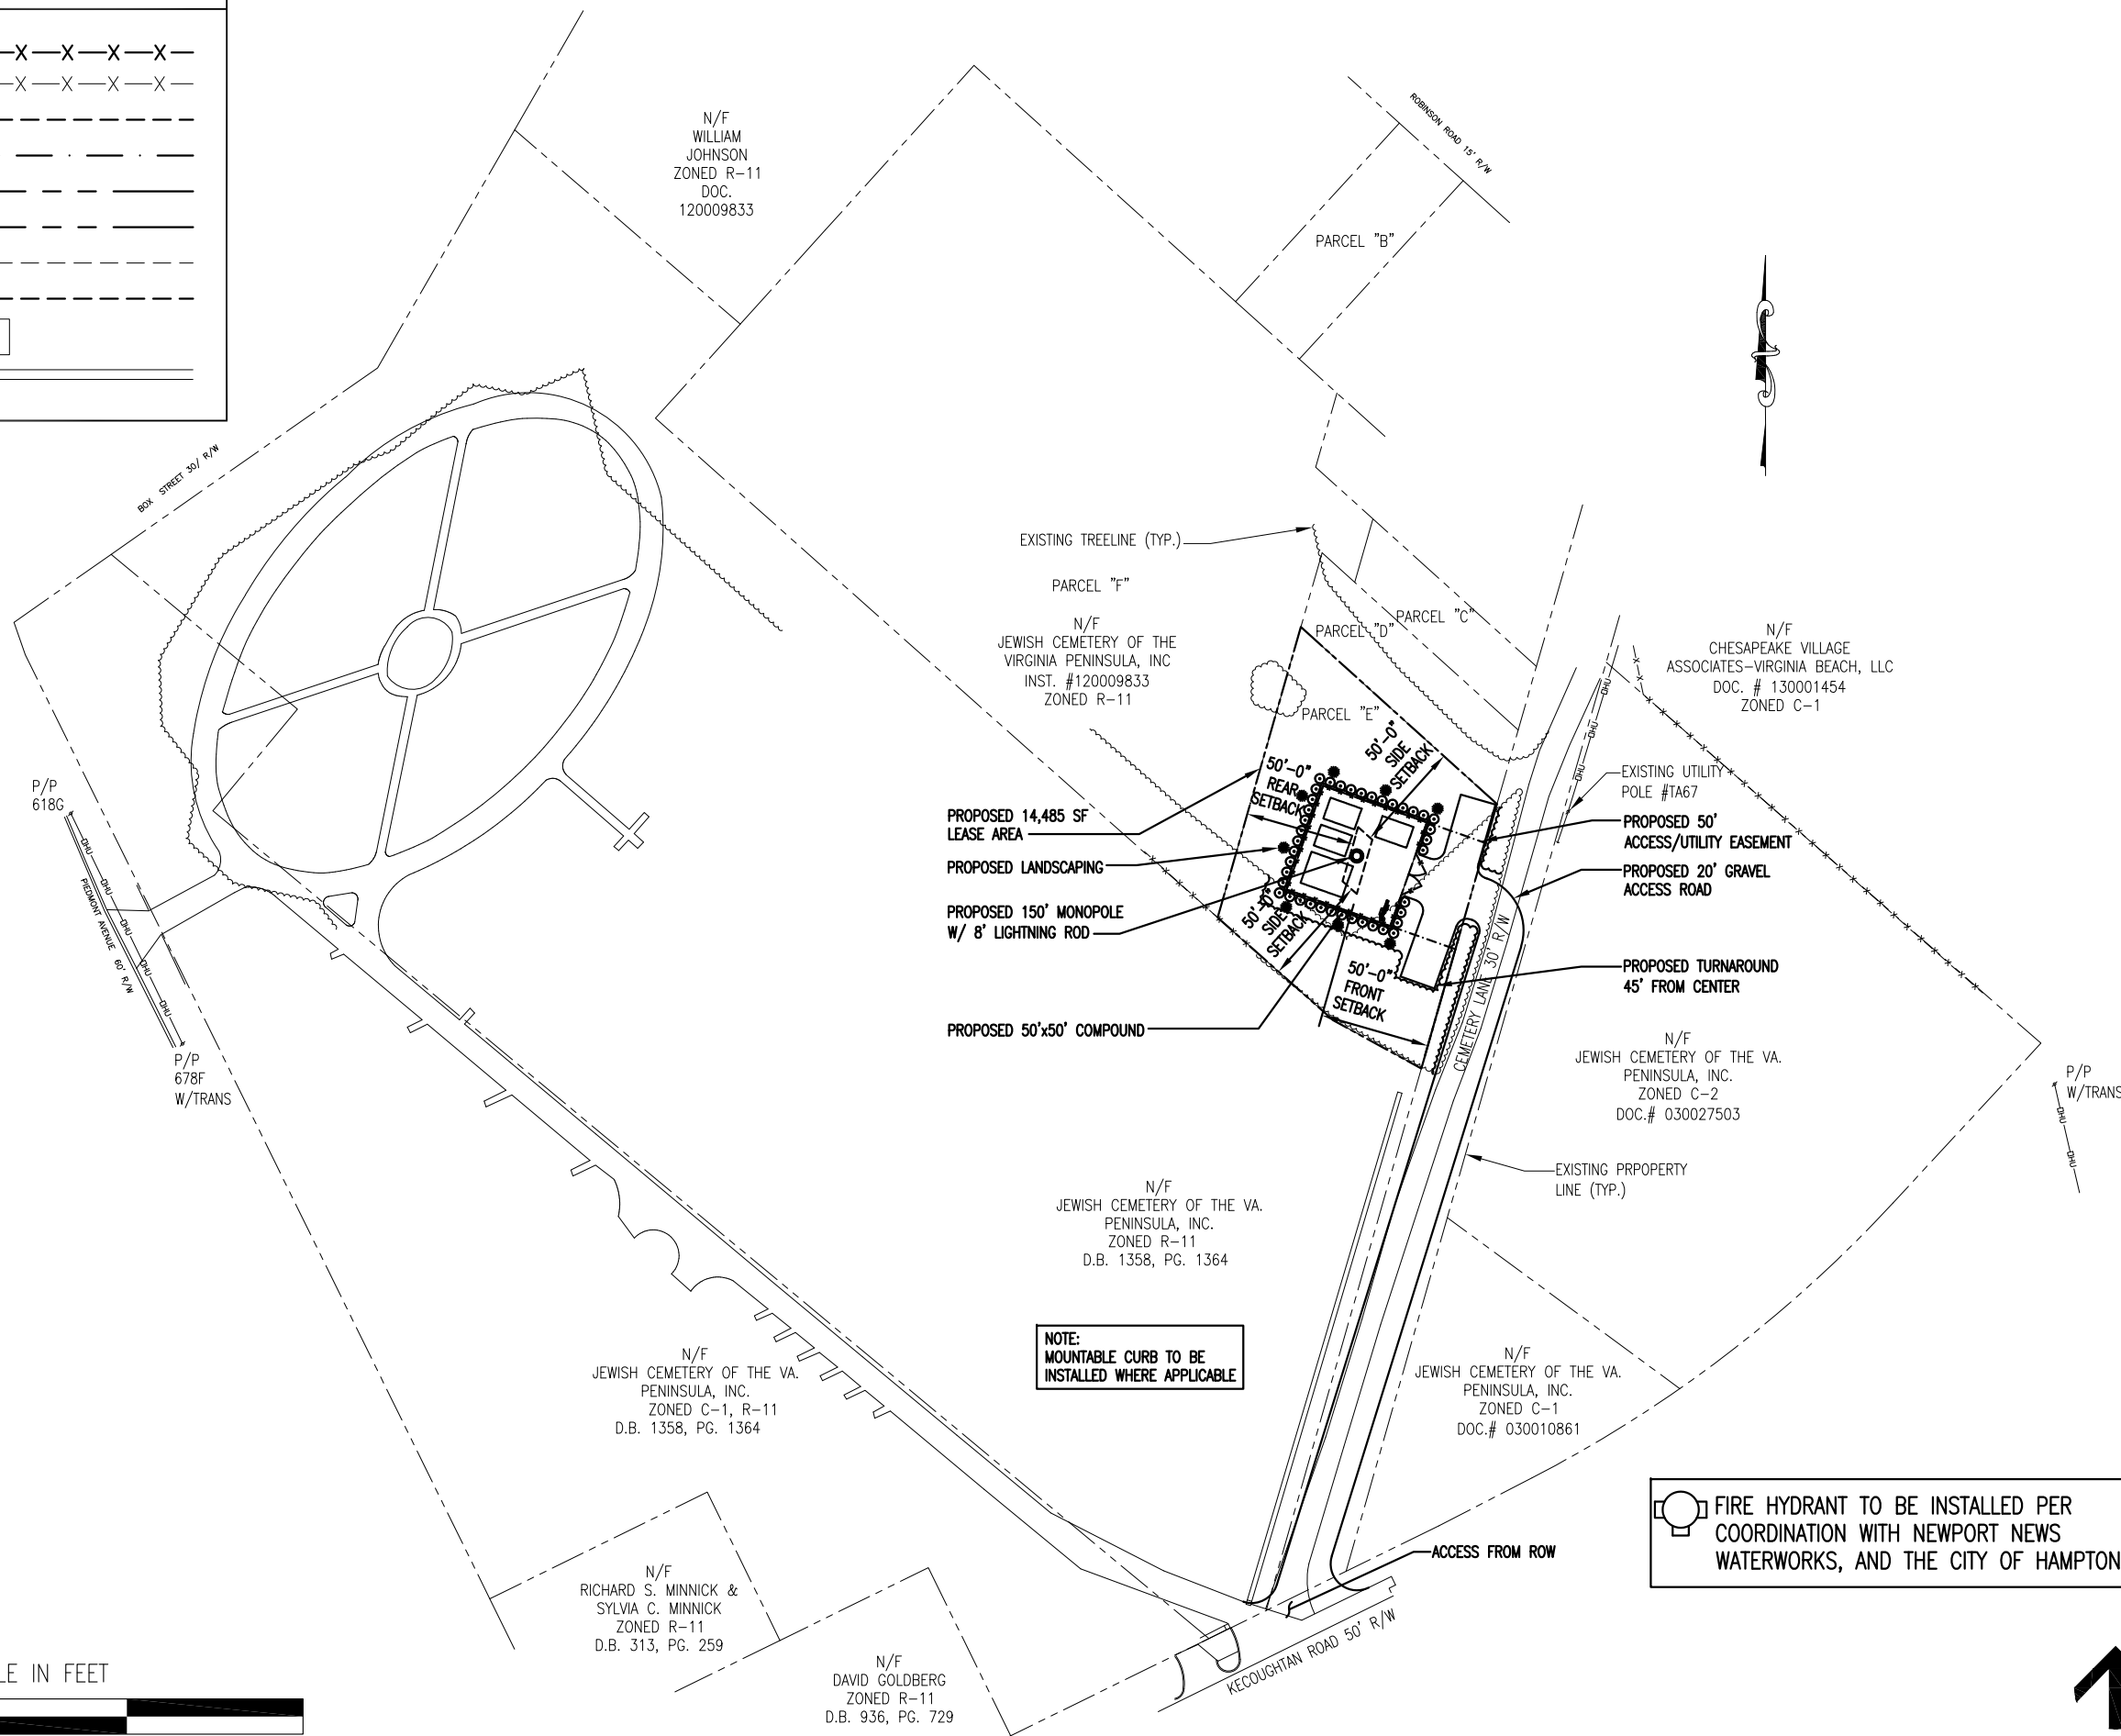 N/F
WILLIAM
JOHNSON
ZONED R-11
DOC.
120009833
ROBINSON ROAD 15' R/W
PARCEL "B"
BOX STREET 30/ R/W
EXISTING TREELINE (TYP.)
PARCEL "F"
N/F
JEWISH CEMETERY OF THE
VIRGINIA PENINSULA, INC
INST. #120009833
ZONED R-11
PARCEL "C"
PARCEL "D"
PARCEL "E"
N/F
CHESAPEAKE VILLAGE
ASSOCIATES-VIRGINIA BEACH, LLC
DOC. # 130001454
ZONED C-1
50'-0"
SIDE
SETBACK
50'-0"
REAR
SETBACK
50'-0"
SIDE
SETBACK
50'-0"
FRONT
SETBACK
PROPOSED 14,485 SF
LEASE AREA
PROPOSED LANDSCAPING
PROPOSED 150' MONOPOLE
W/ 8' LIGHTNING ROD
PROPOSED 50'x50' COMPOUND
EXISTING UTILITY
POLE #TA67
PROPOSED 50'
ACCESS/UTILITY EASEMENT
PROPOSED 20' GRAVEL
ACCESS ROAD
PROPOSED TURNAROUND
45' FROM CENTER
CEMETERY LANE 30' R/W
OHU
OHU
OHU
P/P
618G
OHU
OHU
OHU
OHU
OHU
PIEDMONT AVENUE 60' R/W
P/P
678F
W/TRANS
N/F
JEWISH CEMETERY OF THE VA.
PENINSULA, INC.
ZONED C-2
DOC.# 030027503
P/P
W/TRANS
OHU
OHU
EXISTING PRPOPERTY
LINE (TYP.)
N/F
JEWISH CEMETERY OF THE VA.
PENINSULA, INC.
ZONED R-11
D.B. 1358, PG. 1364
NOTE:
MOUNTABLE CURB TO BE
INSTALLED WHERE APPLICABLE
N/F
JEWISH CEMETERY OF THE VA.
PENINSULA, INC.
ZONED C-1, R-11
D.B. 1358, PG. 1364
N/F
JEWISH CEMETERY OF THE VA.
PENINSULA, INC.
ZONED C-1
DOC.# 030010861
FIRE HYDRANT TO BE INSTALLED PER
COORDINATION WITH NEWPORT NEWS
WATERWORKS, AND THE CITY OF HAMPTON
ACCESS FROM ROW
KECOUGHTAN ROAD 50' R/W
N/F
RICHARD S. MINNICK &
SYLVIA C. MINNICK
ZONED R-11
D.B. 313, PG. 259
N/F
DAVID GOLDBERG
ZONED R-11
D.B. 936, PG. 729
LE IN FEET